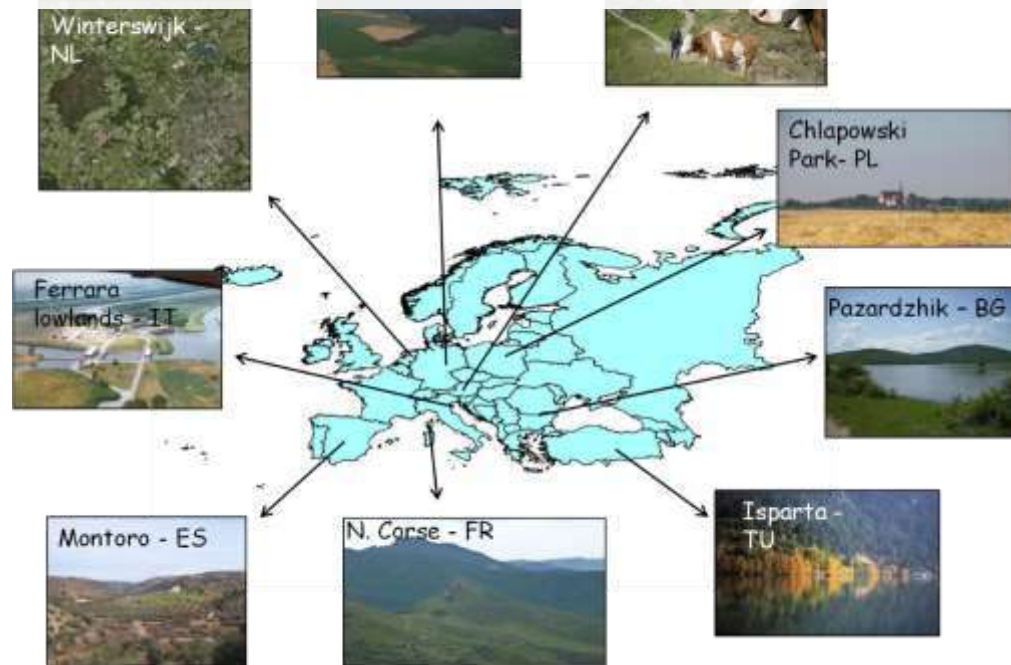 Winterswijk -
NL
Chlapowski
Park- PL
Ferrara
lowlands - IT
Pazardzhik - BG
Montoro - ES
N. Corse - FR
Isparta -
TU